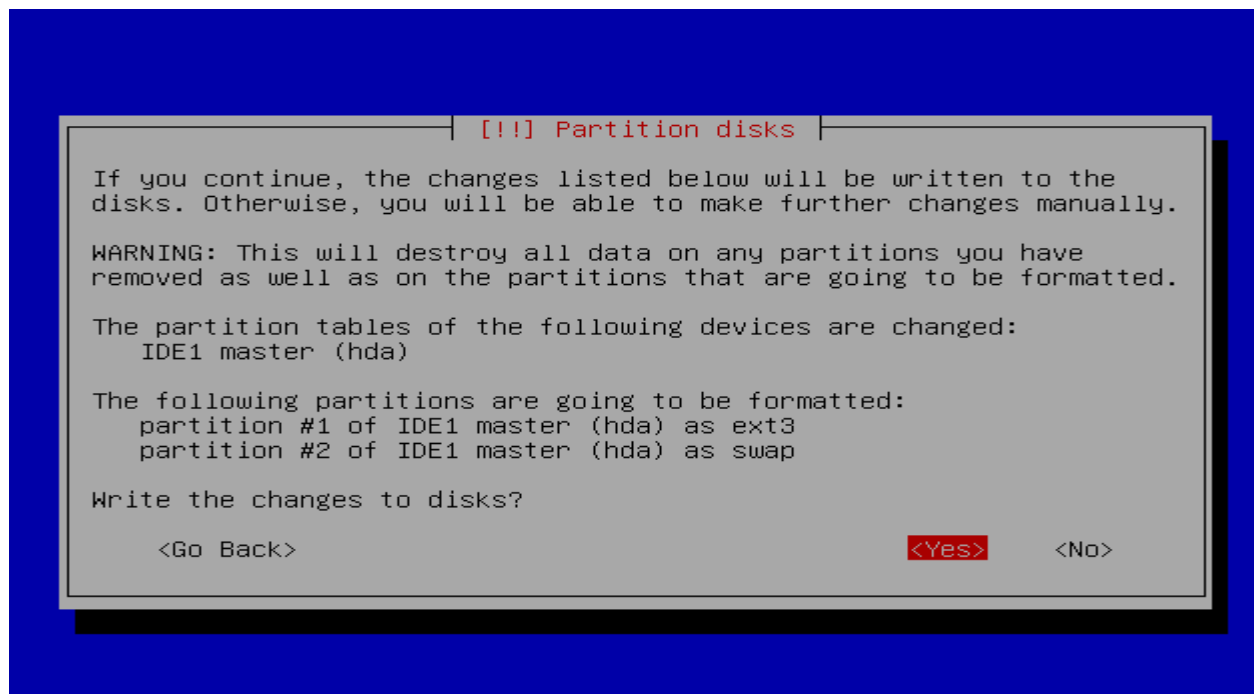 [!!] Partition disks
If you continue, the changes listed below will be written to the
disks. Otherwise, you will be able to make further changes manually.
WARNING: This will destroy all data on any partitions you have
removed as well as on the partitions that are going to be formatted.
The partition tables of the following devices are changed:
IDE1 master (hda)
The following partitions are going to be formatted:
partition #1 of IDE1 master (hda) as ext3
partition #2 of IDE1 master (hda) as swap
Write the changes to disks?
<Go Back> <Yes> <No>